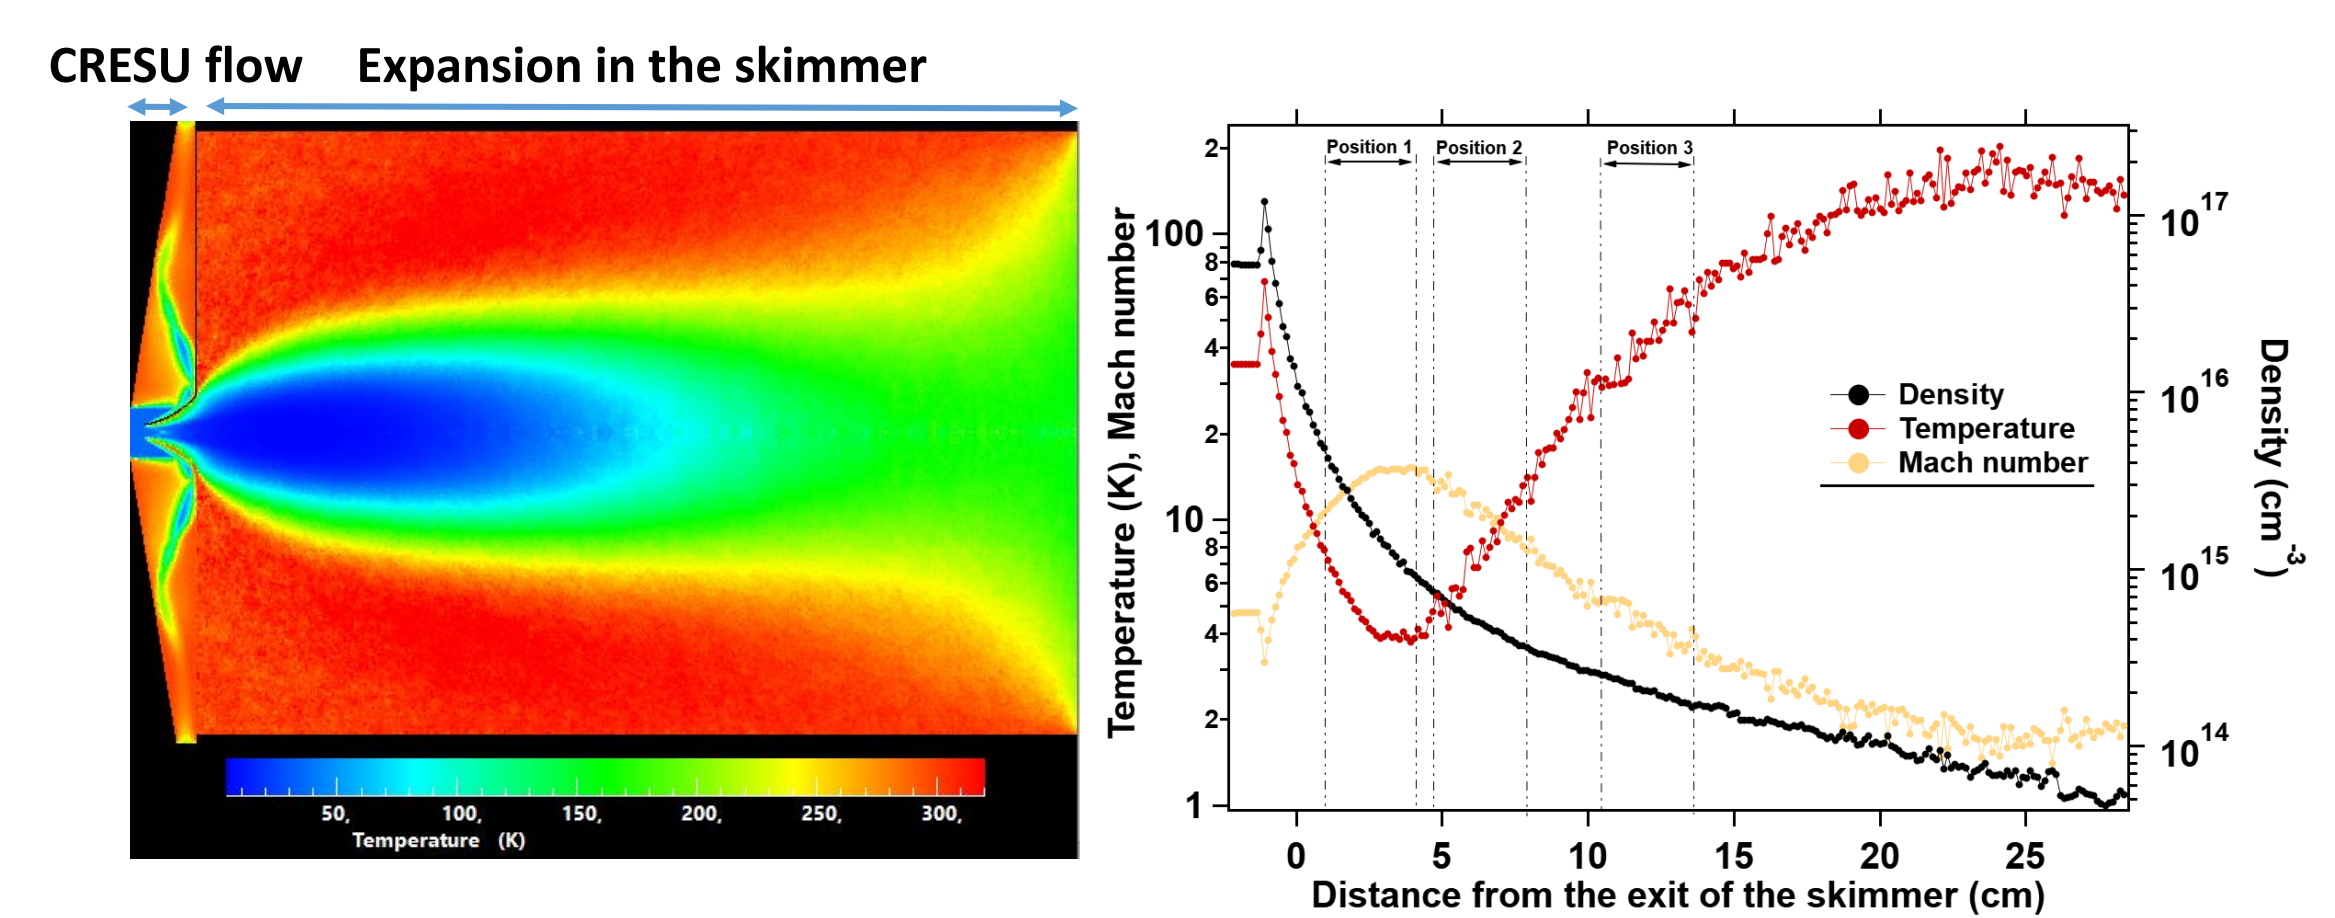 CRESU flow Expansion in the skimmer
50, 100, 150, 200, 250, 300,
Temperature (K)
Position 1 Position 2 Position 3
Temperature (K), Mach number
2
100
8
6
4
2
10
8
6
4
2
1
Density
Temperature
Mach number
10^17
10^16
10^15
10^14
Density (cm^-3)
0 5 10 15 20 25
Distance from the exit of the skimmer (cm)